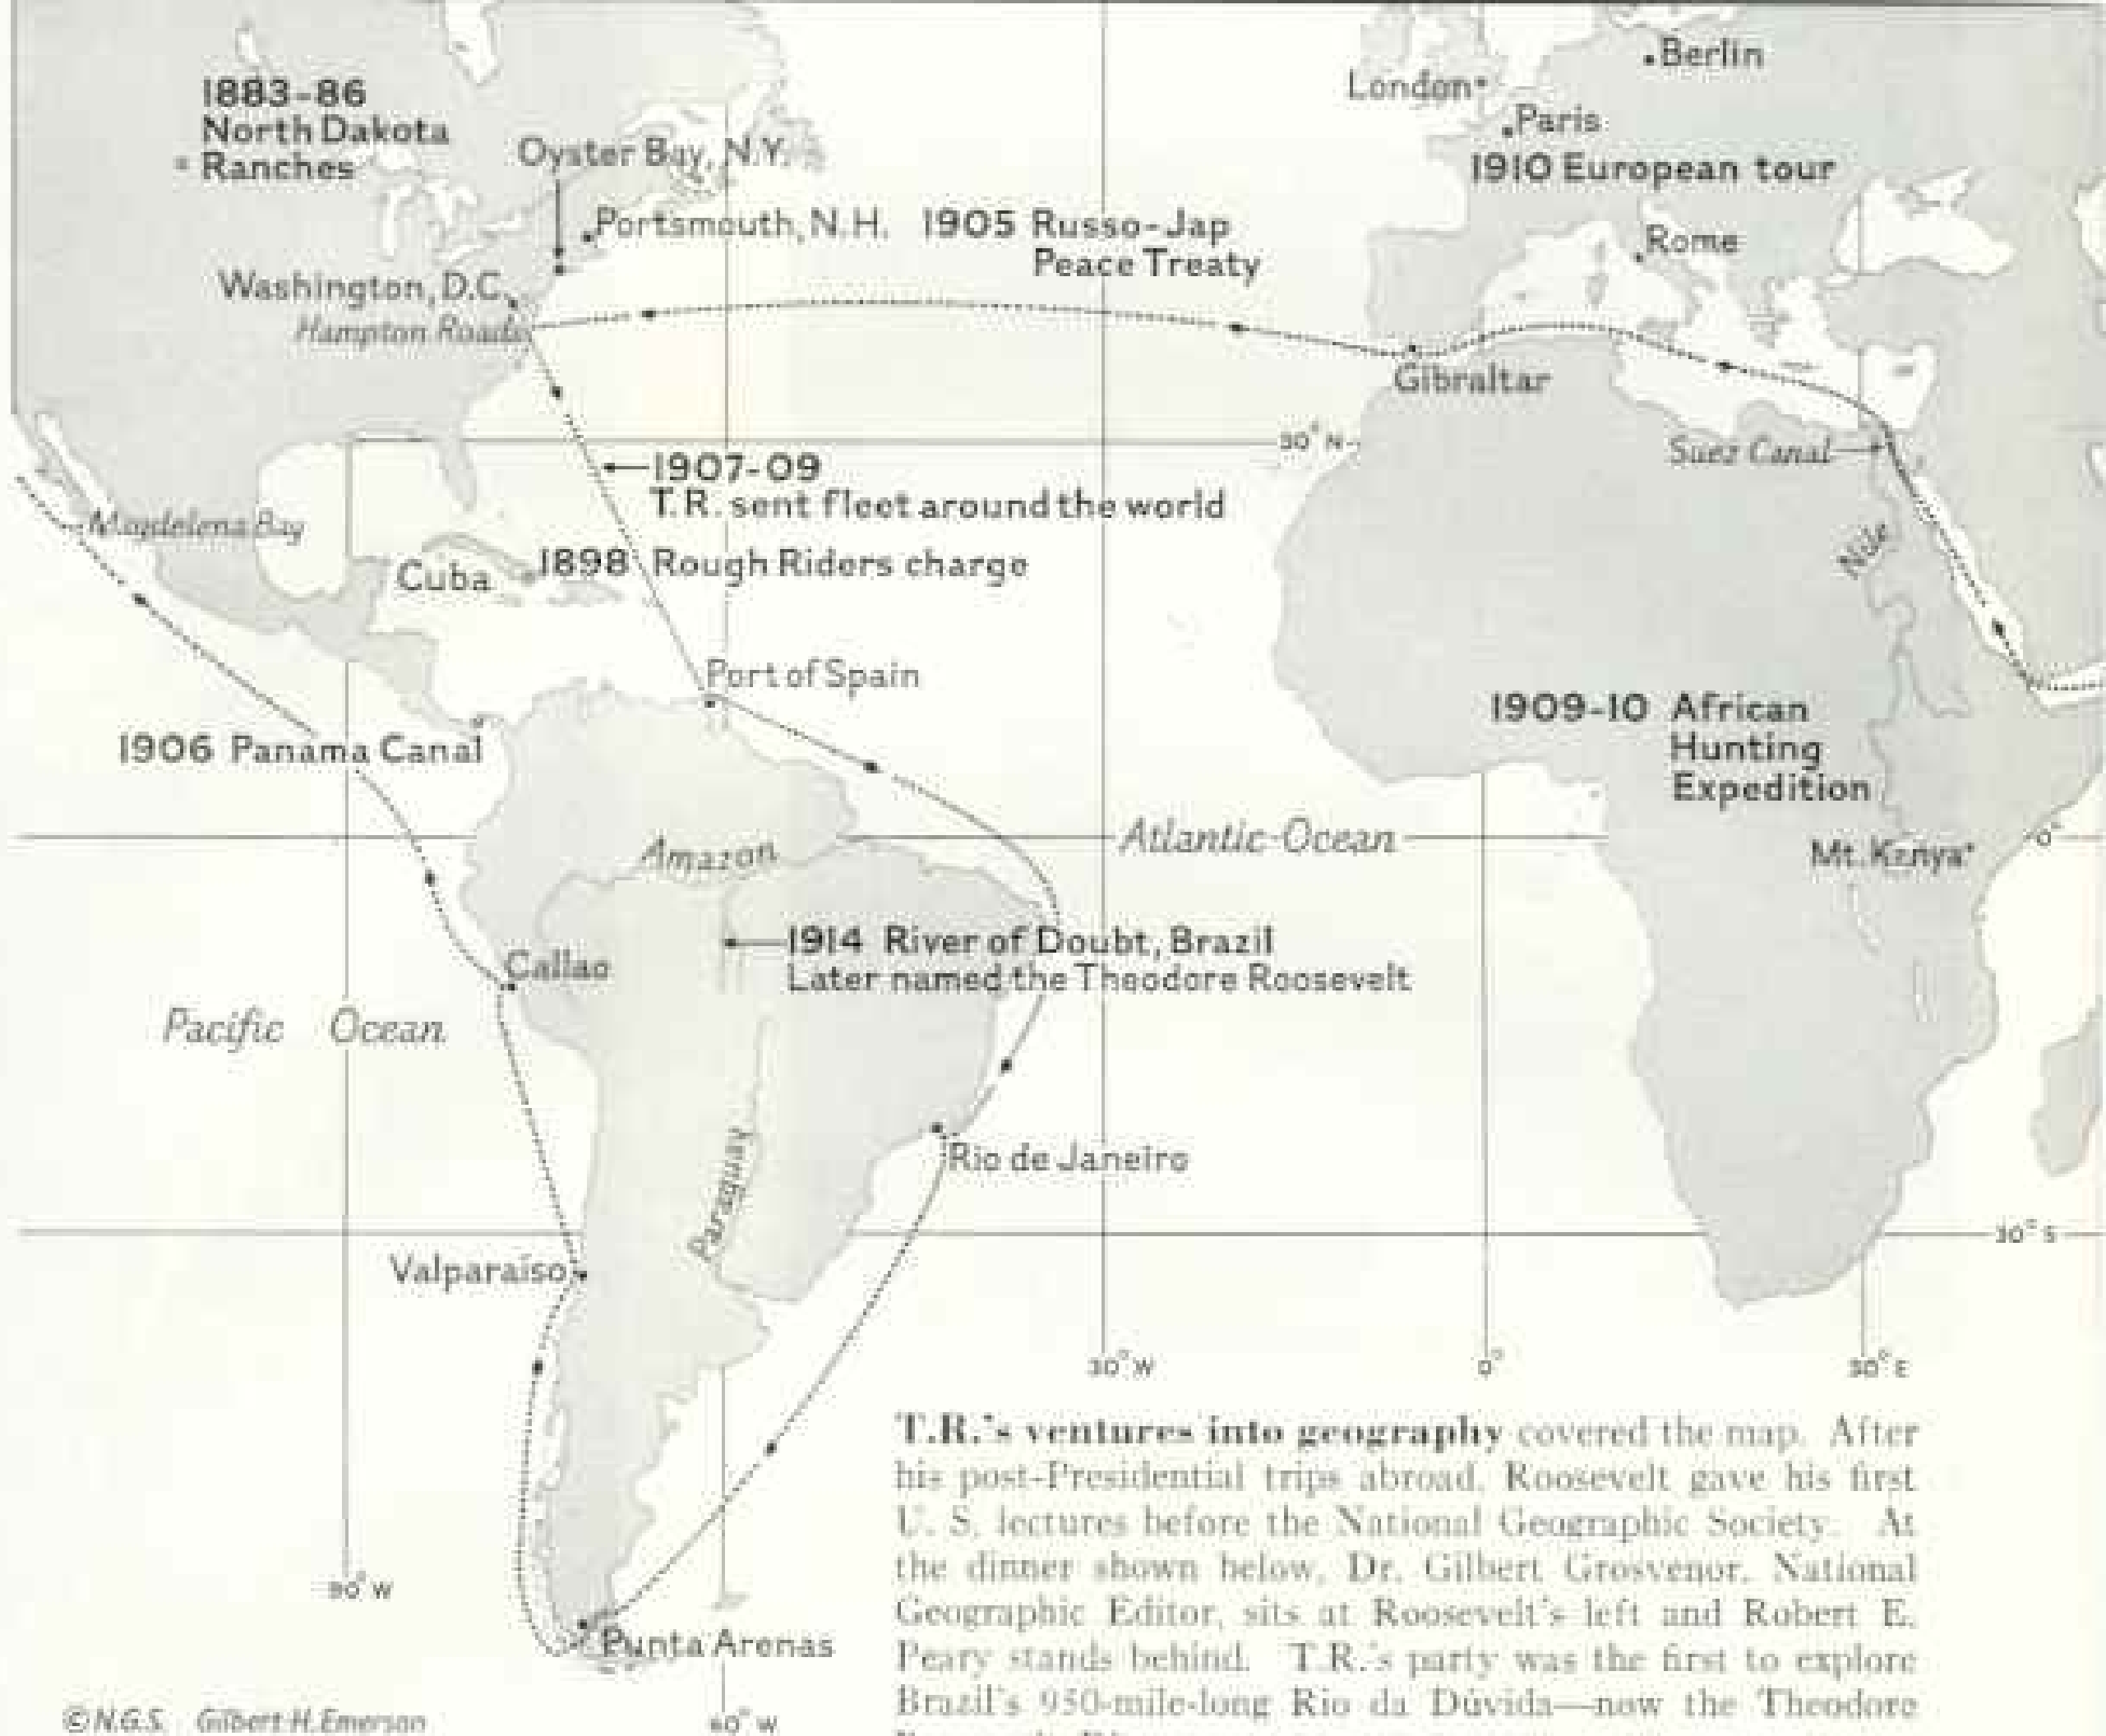 1883-86
North Dakota
Ranches
Oyster Bay, N.Y.
Portsmouth, N.H.
1905 Russo-Jap
Peace Treaty
London
Berlin
Paris
1910 European tour
Rome
Washington, D.C.
Hampton Roads
Gibraltar
30° N
Suez Canal
1907-09
T.R. sent fleet around the world
Magdelena Bay
Cuba
1898 Rough Riders charge
Nile
Port of Spain
1909-10 African
Hunting
Expedition
1906 Panama Canal
Amazon
Atlantic Ocean
0°
Mt. Kenya
1914 River of Doubt, Brazil
Later named the Theodore Roosevelt
Callao
Pacific Ocean
Rio de Janeiro
Paraguay
30° S
Valparaiso
30° W
0°
30° E
T.R.'s ventures into geography covered the map. After
his post-Presidential trips abroad, Roosevelt gave his first
U. S. lectures before the National Geographic Society. At
the dinner shown below, Dr. Gilbert Grosvenor, National
Geographic Editor, sits at Roosevelt's left and Robert E.
Peary stands behind. T.R.'s party was the first to explore
Brazil's 950-mile-long Rio da Dúvida—now the Theodore
90° W
Punta Arenas
60° W
©N.G.S. Gilbert H. Emerson